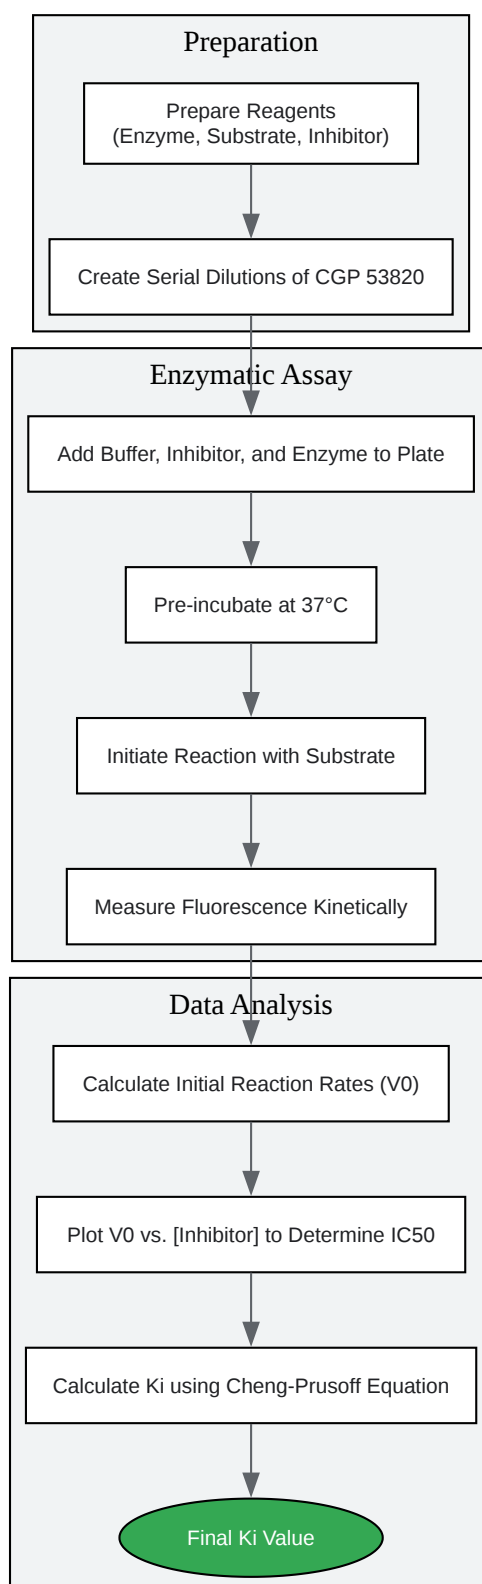 Preparation
Prepare Reagents
(Enzyme, Substrate, Inhibitor)
Create Serial Dilutions of CGP 53820
Enzymatic Assay
Add Buffer, Inhibitor, and Enzyme to Plate
Pre-incubate at 37°C
Initiate Reaction with Substrate
Measure Fluorescence Kinetically
Data Analysis
Calculate Initial Reaction Rates (V0)
Plot V0 vs. [Inhibitor] to Determine IC50
Calculate Ki using Cheng-Prusoff Equation
Final Ki Value